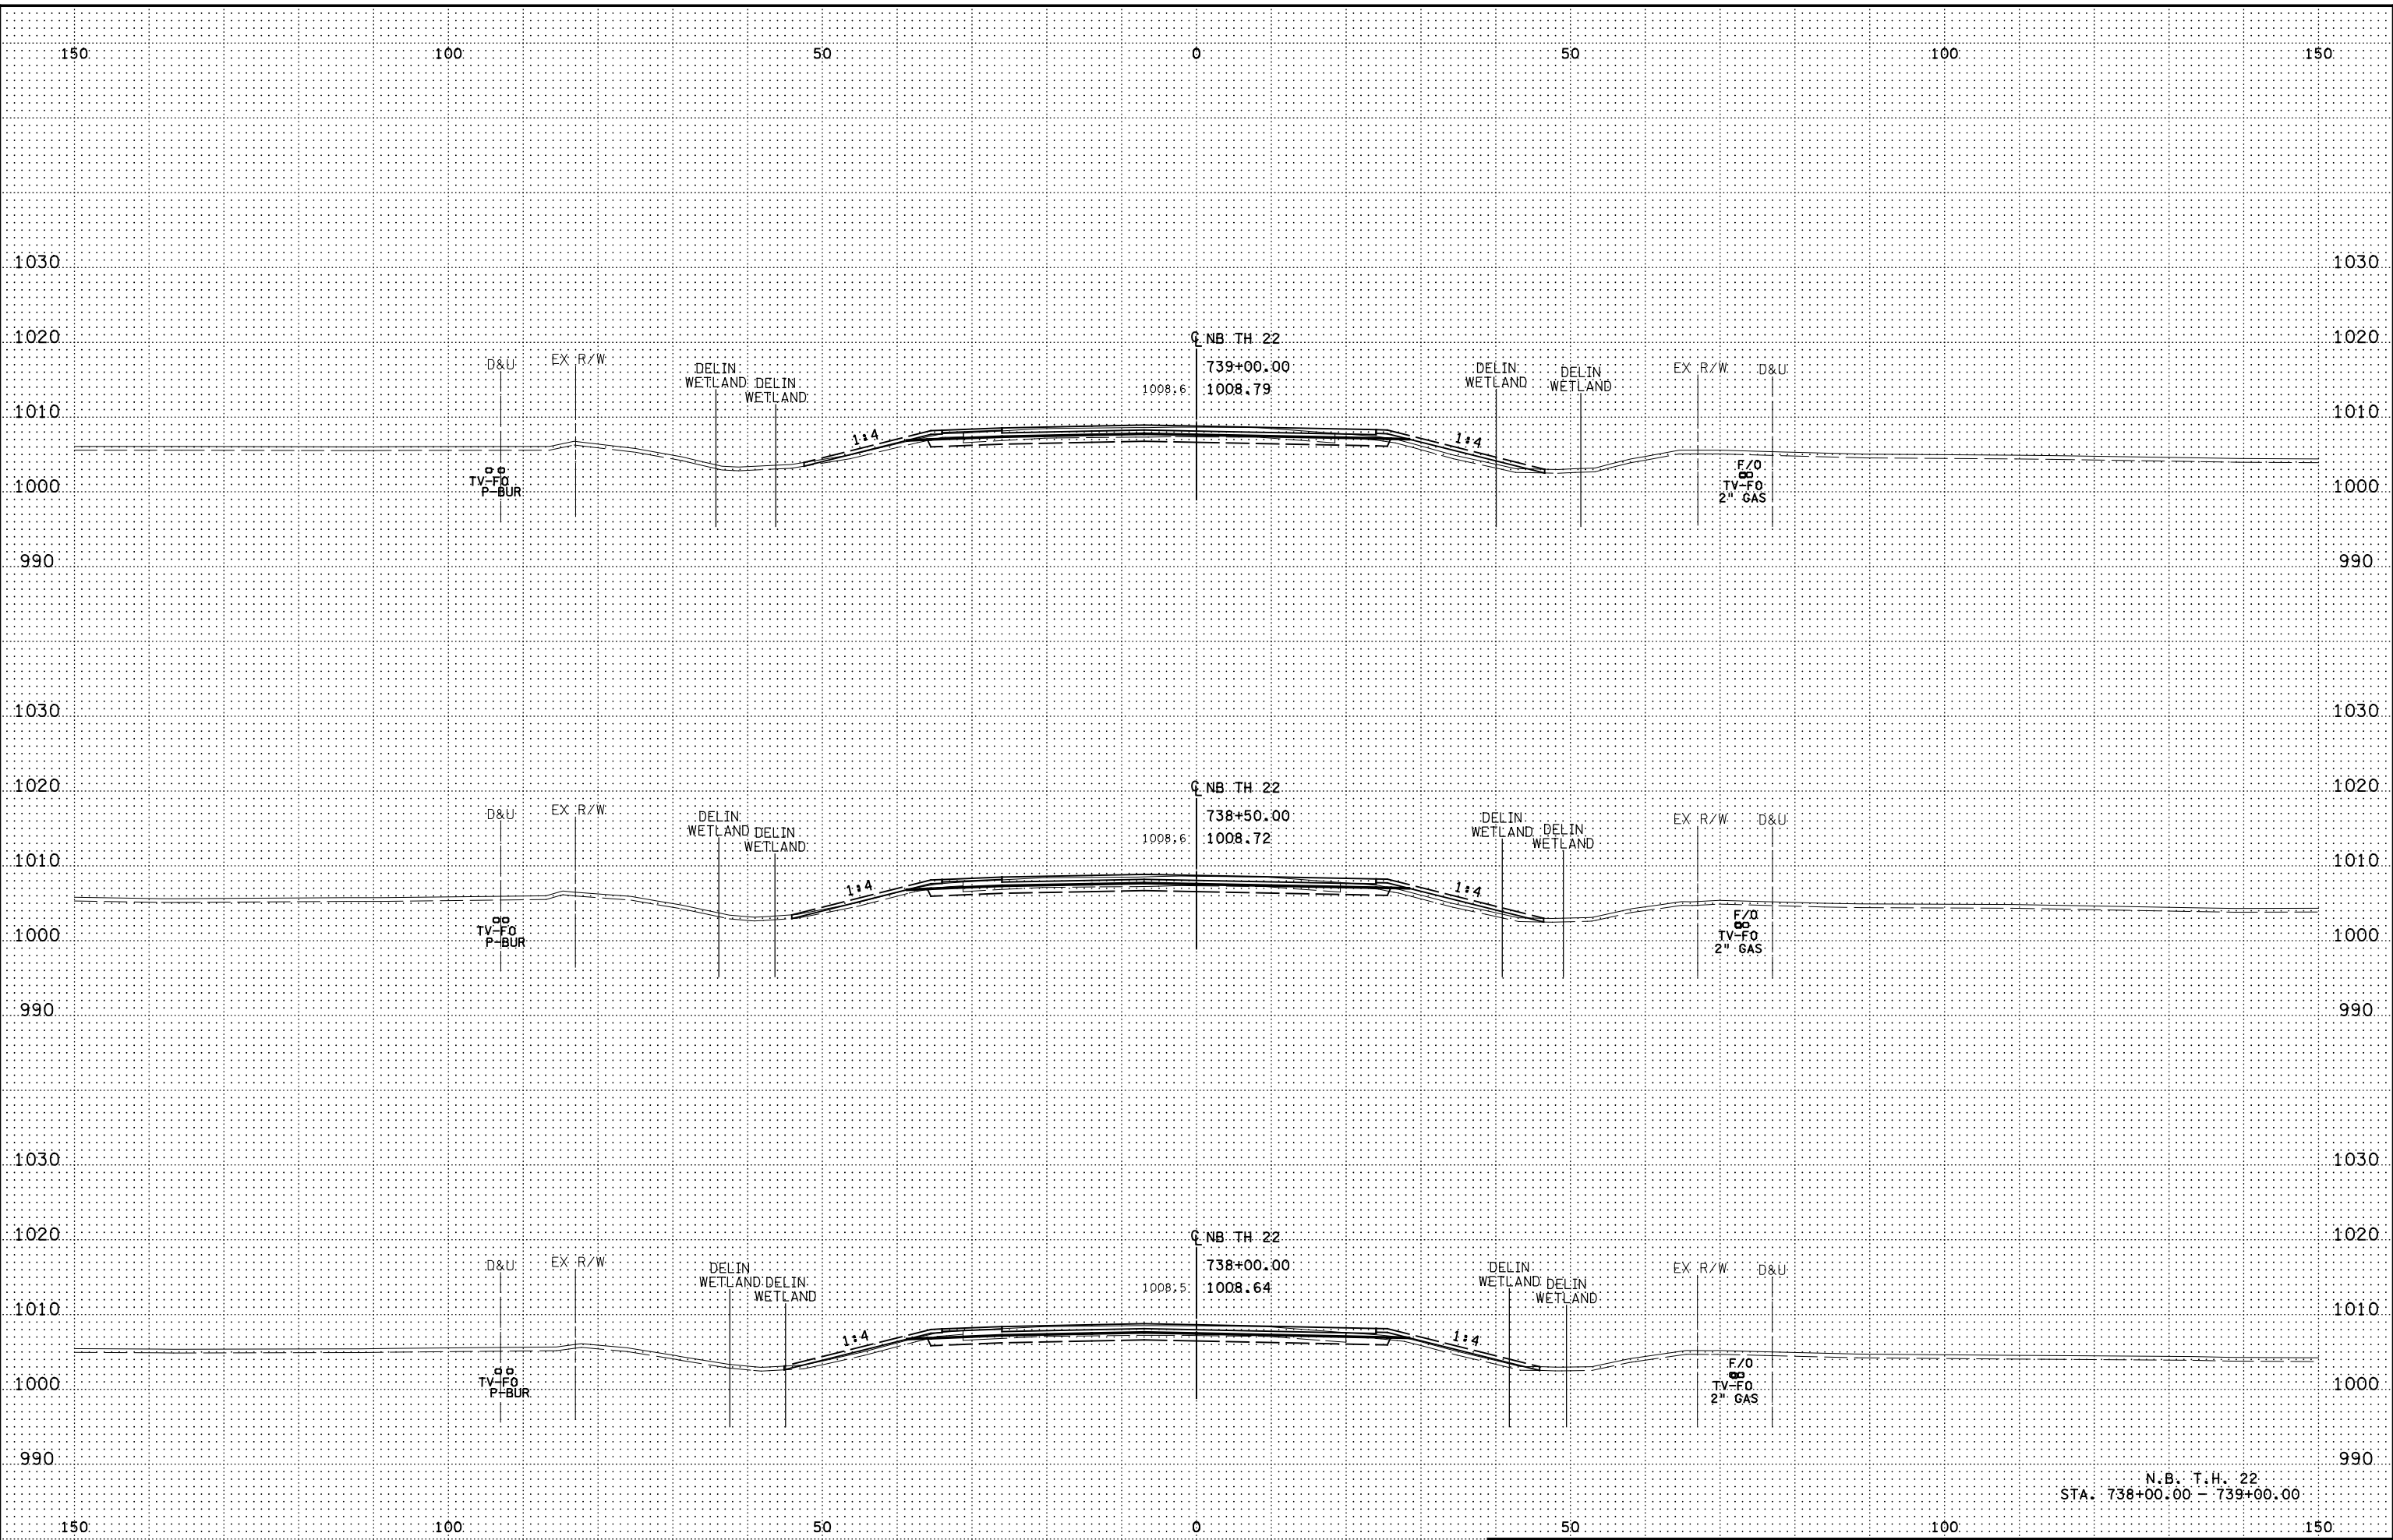 150 100 50 0 50 100 150
1030 1030
1020 1020
℄ NB TH 22
739+00.00
1008.6 1008.79
D&U
EX R/W
DELIN
WETLAND
DELIN
WETLAND
DELIN
WETLAND
DELIN
WETLAND
EX R/W
D&U
1010 1010
1:4
1:4
TV-FO
P-BUR
F/O
TV-FO
2" GAS
1000 1000
990 990
1030 1030
1020 1020
℄ NB TH 22
738+50.00
1008.6 1008.72
D&U
EX R/W
DELIN
WETLAND
DELIN
WETLAND
DELIN
WETLAND
DELIN
WETLAND
EX R/W
D&U
1010 1010
1:4
1:4
TV-FO
P-BUR
F/O
TV-FO
2" GAS
1000 1000
990 990
1030 1030
1020 1020
℄ NB TH 22
738+00.00
1008.5 1008.64
D&U
EX R/W
DELIN
WETLAND
DELIN
WETLAND
DELIN
WETLAND
DELIN
WETLAND
EX R/W
D&U
1010 1010
1:4
1:4
TV-FO
P-BUR
F/O
TV-FO
2" GAS
1000 1000
990 990
N.B. T.H. 22
STA. 738+00.00 - 739+00.00
150 100 50 0 50 100 150